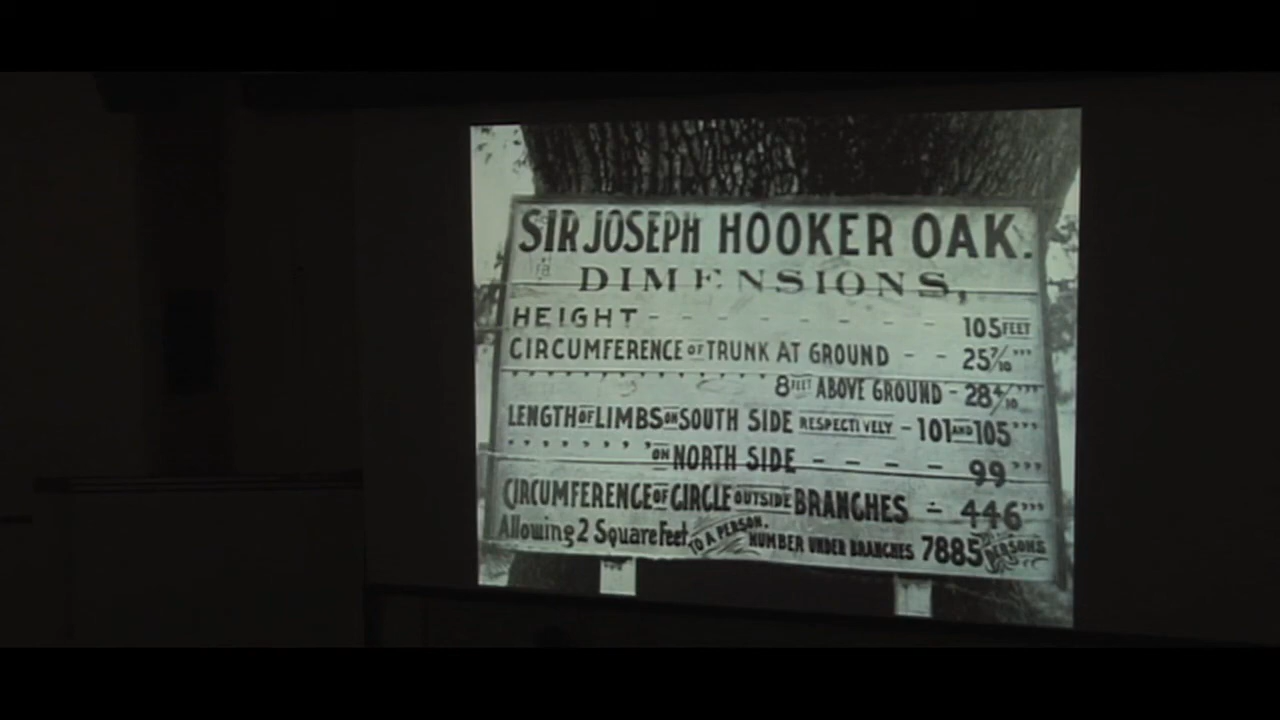 SIR JOSEPH HOOKER OAK.
DIMENSIONS,
HEIGHT - - - - - - - - 105 FEET
CIRCUMFERENCE OF TRUNK AT GROUND - - 25 7/10 """
" " " " " " " " " " 8 FEET ABOVE GROUND - 28 4/10 """
LENGTH OF LIMBS ON SOUTH SIDE RESPECTIVELY - 101 AND 105 """
" " " " " " ON NORTH SIDE - - - - 99 """
CIRCUMFERENCE OF CIRCLE OUTSIDE BRANCHES - 446 """
Allowing 2 Square Feet TO A PERSON. NUMBER UNDER BRANCHES 7885 PERSONS